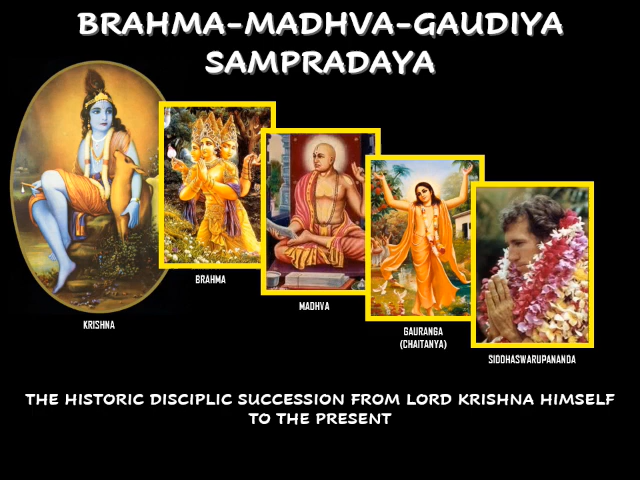 BRAHMA-MADHVA-GAUDIYA
SAMPRADAYA
KRISHNA
BRAHMA
MADHVA
GAURANGA
(CHAITANYA)
SIDDHASWARUPANANDA
THE HISTORIC DISCIPLIC SUCCESSION FROM LORD KRISHNA HIMSELF
TO THE PRESENT